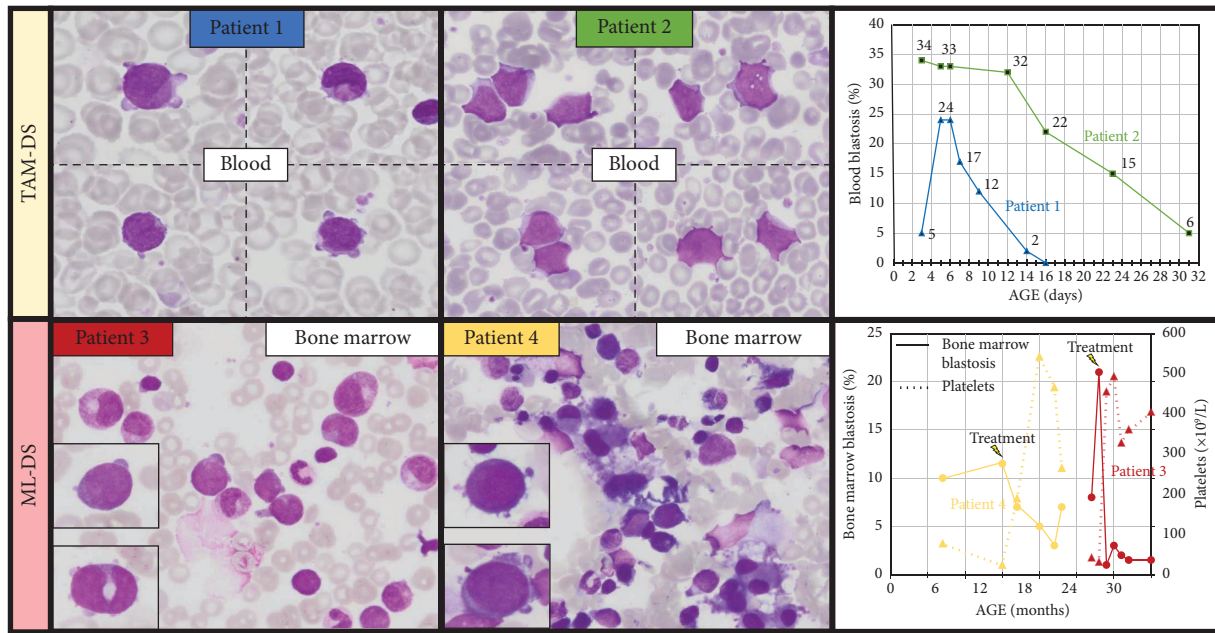 TAM-DS
Patient 1
Blood
Patient 2
Blood
Blood blastosis (%)
40
35
30
25
20
15
10
5
0
34
33
32
22
15
6
24
17
12
5
2
Patient 2
Patient 1
0 2 4 6 8 10 12 14 16 18 20 22 24 26 28 30 32
AGE (days)
ML-DS
Patient 3
Bone marrow
Patient 4
Bone marrow
Bone marrow blastosis (%)
25
20
15
10
5
0
Bone marrow
blastosis
Platelets
Treatment
Treatment
Patient 4
Patient 3
600
500
400
300
200
100
0
Platelets (×10⁹/L)
0 6 12 18 24 30 36
AGE (months)